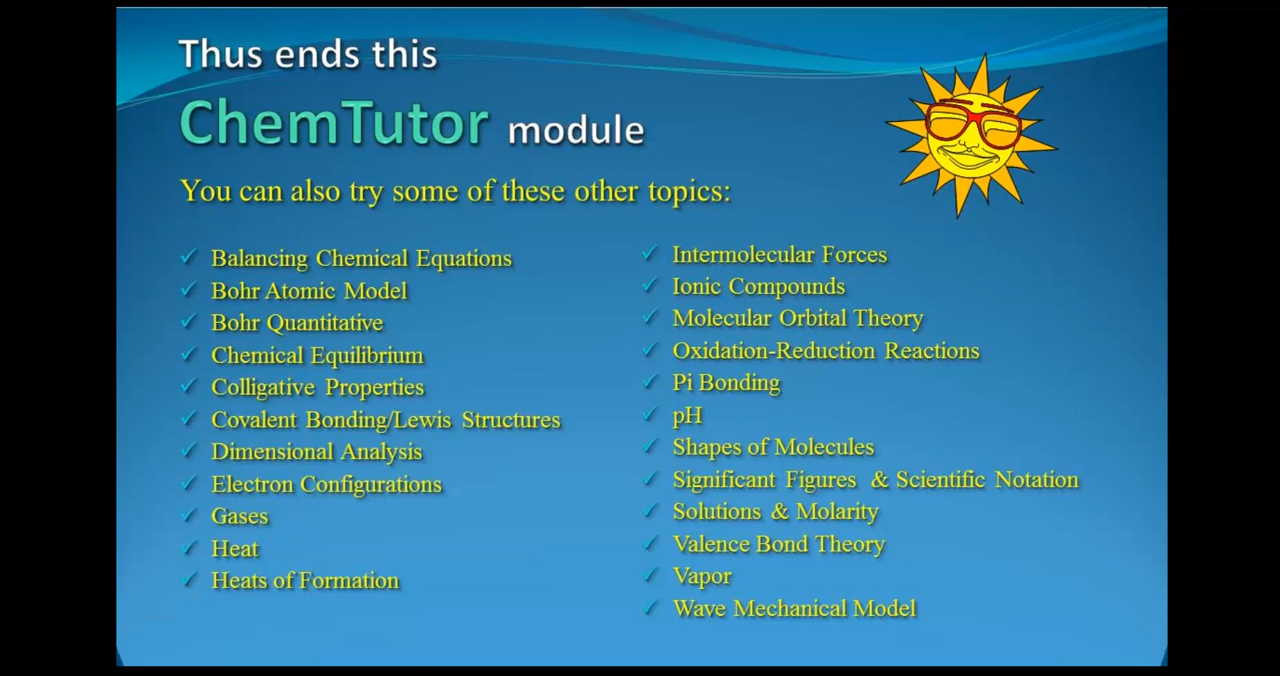 Thus ends this
ChemTutor module
You can also try some of these other topics:
✓ Balancing Chemical Equations
✓ Bohr Atomic Model
✓ Bohr Quantitative
✓ Chemical Equilibrium
✓ Colligative Properties
✓ Covalent Bonding/Lewis Structures
✓ Dimensional Analysis
✓ Electron Configurations
✓ Gases
✓ Heat
✓ Heats of Formation
✓ Intermolecular Forces
✓ Ionic Compounds
✓ Molecular Orbital Theory
✓ Oxidation-Reduction Reactions
✓ Pi Bonding
✓ pH
✓ Shapes of Molecules
✓ Significant Figures & Scientific Notation
✓ Solutions & Molarity
✓ Valence Bond Theory
✓ Vapor
✓ Wave Mechanical Model